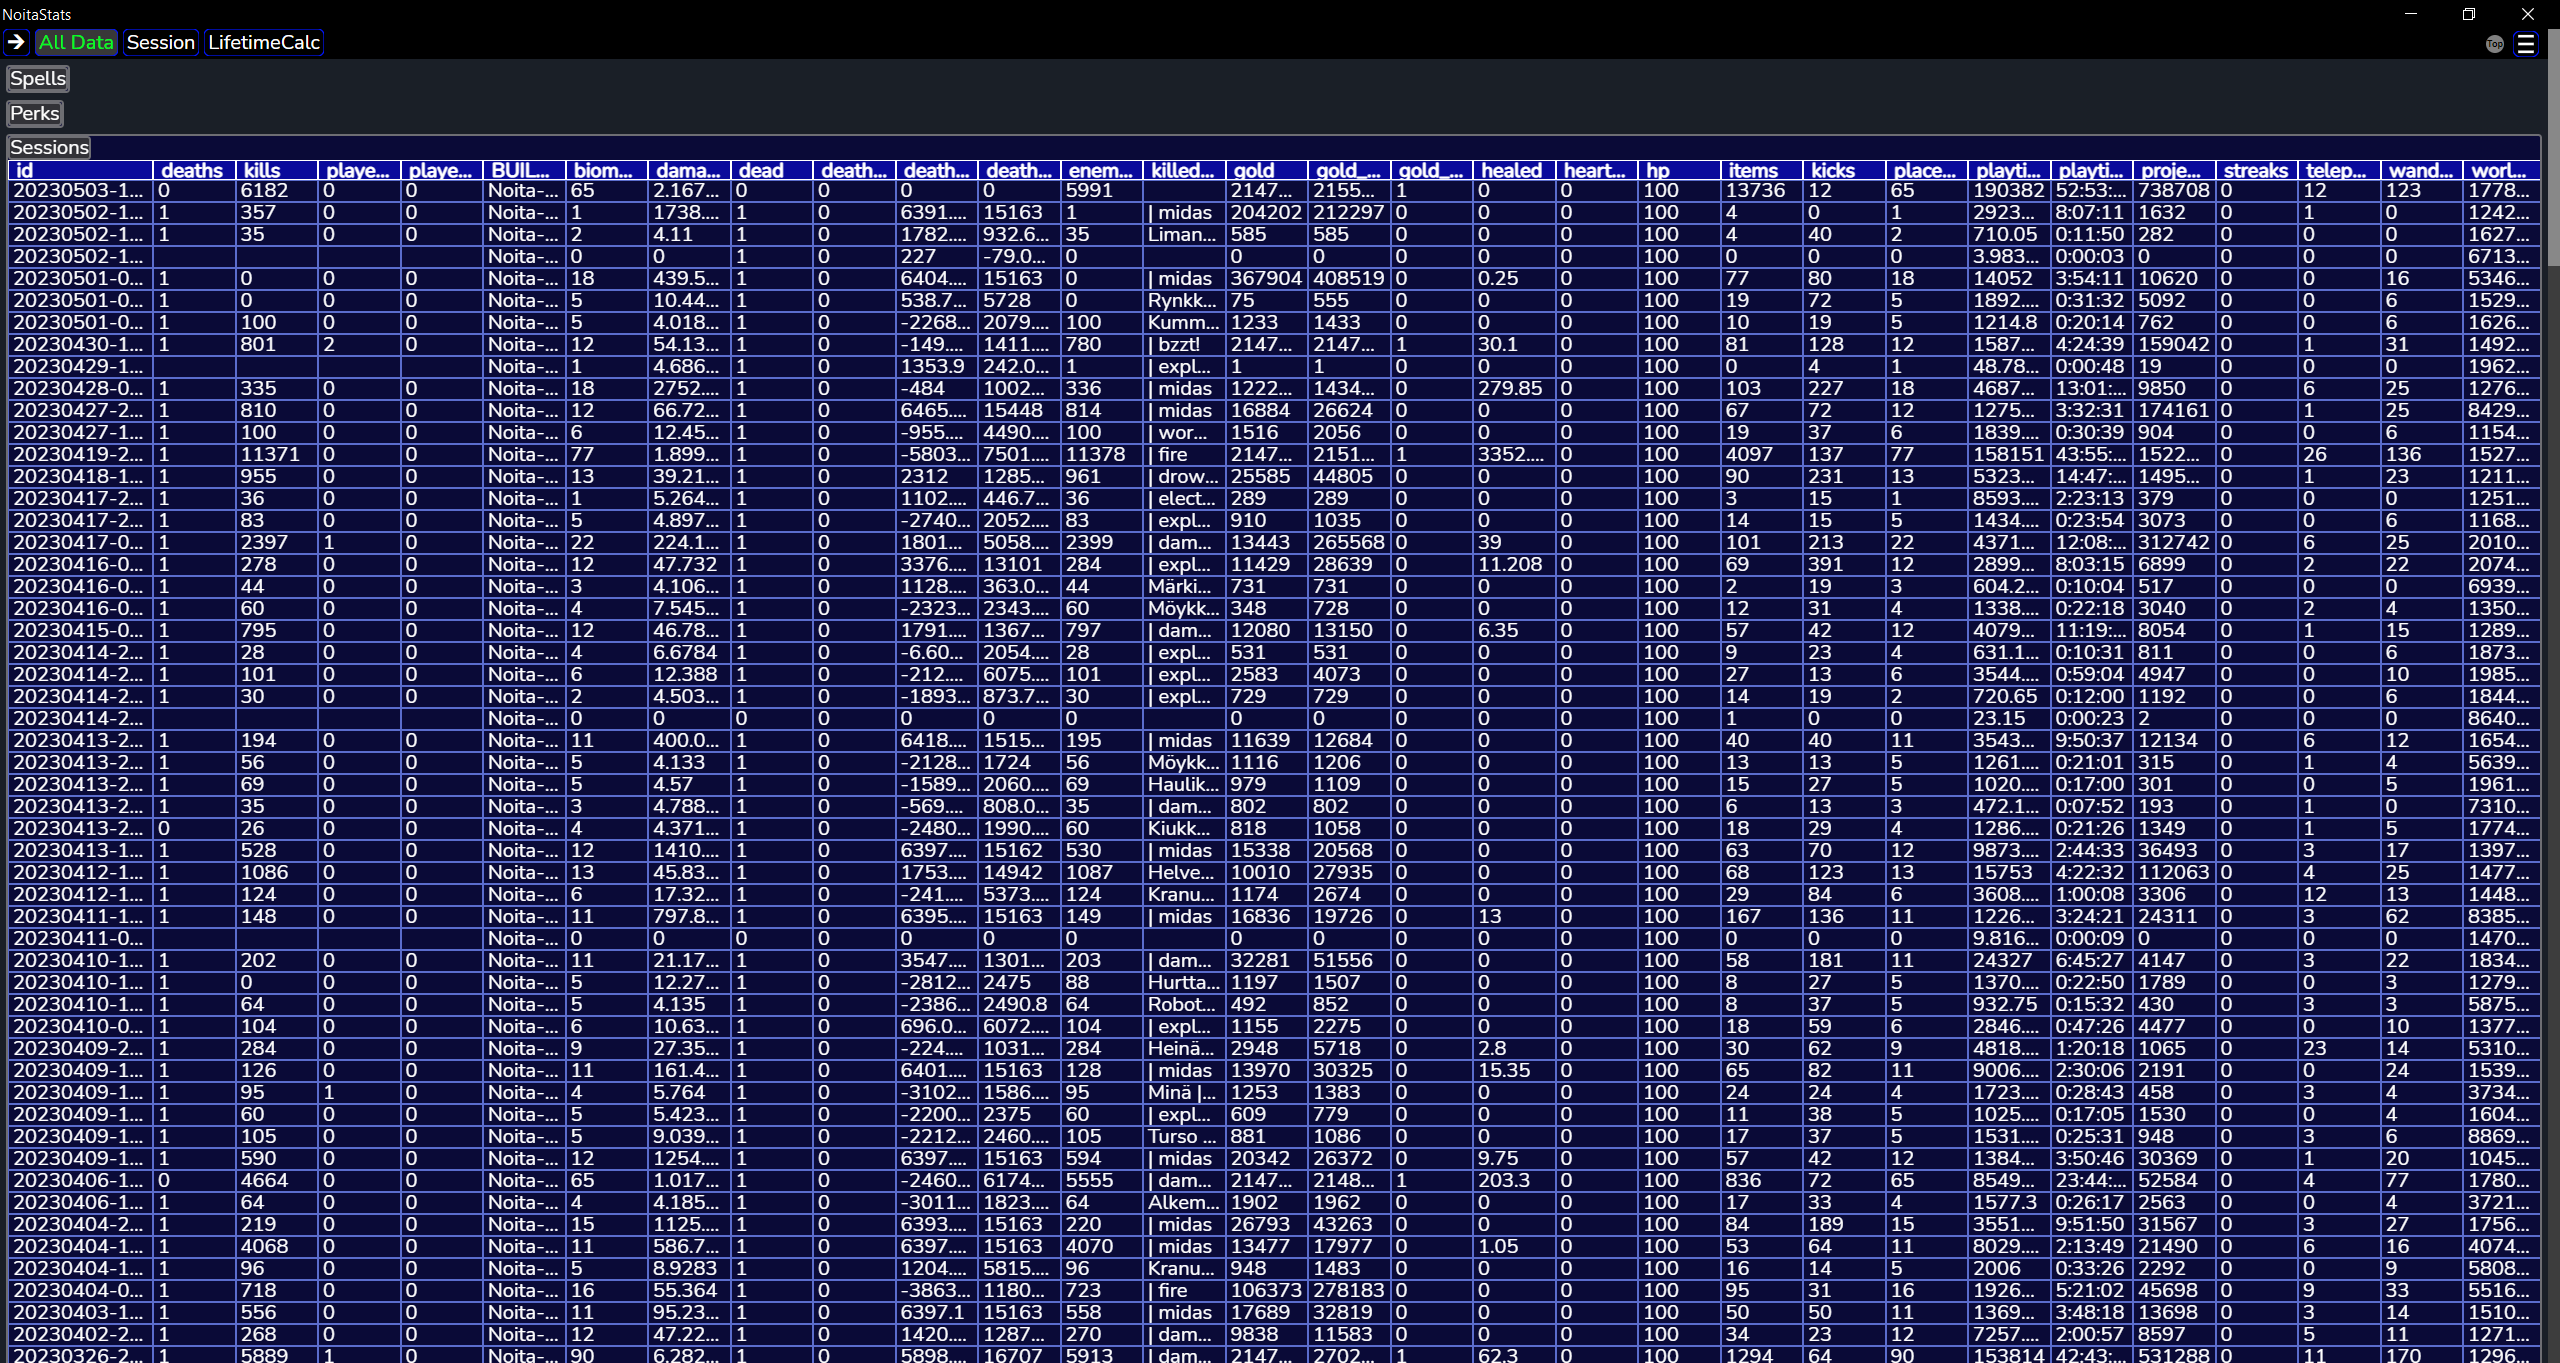 NoitaStats
→ All Data Session LifetimeCalc Top
Spells
Perks
Sessions
id deaths kills playe... playe... BUIL... biom... dama... dead death... death... death... enem... killed... gold gold_... gold_... healed heart... hp items kicks place... playti... playti... proje... streaks telep... wand... worl...
20230503-1... 0 6182 0 0 Noita-... 65 2.167... 0 0 0 0 5991 2147... 2155... 1 0 0 100 13736 12 65 190382 52:53:... 738708 0 12 123 1778...
20230502-1... 1 357 0 0 Noita-... 1 1738.... 1 0 6391.... 15163 1 | midas 204202 212297 0 0 0 100 4 0 1 2923... 8:07:11 1632 0 1 0 1242...
20230502-1... 1 35 0 0 Noita-... 2 4.11 1 0 1782.... 932.6... 35 Liman... 585 585 0 0 0 100 4 40 2 710.05 0:11:50 282 0 0 0 1627...
20230502-1... Noita-... 0 0 1 0 227 -79.0... 0 0 0 0 0 0 100 0 0 0 3.983... 0:00:03 0 0 0 0 6713...
20230501-0... 1 0 0 0 Noita-... 18 439.5... 1 0 6404.... 15163 0 | midas 367904 408519 0 0.25 0 100 77 80 18 14052 3:54:11 10620 0 0 16 5346...
20230501-0... 1 0 0 0 Noita-... 5 10.44... 1 0 538.7... 5728 0 Rynkk... 75 555 0 0 0 100 19 72 5 1892.... 0:31:32 5092 0 0 6 1529...
20230501-0... 1 100 0 0 Noita-... 5 4.018... 1 0 -2268... 2079.... 100 Kumm... 1233 1433 0 0 0 100 10 19 5 1214.8 0:20:14 762 0 0 6 1626...
20230430-1... 1 801 2 0 Noita-... 12 54.13... 1 0 -149.... 1411.... 780 | bzzt! 2147... 2147... 1 30.1 0 100 81 128 12 1587... 4:24:39 159042 0 1 31 1492...
20230429-1... Noita-... 1 4.686... 1 0 1353.9 242.0... 1 | expl... 1 1 0 0 0 100 0 4 1 48.78... 0:00:48 19 0 0 0 1962...
20230428-0... 1 335 0 0 Noita-... 18 2752.... 1 0 -484 1002... 336 | midas 1222... 1434... 0 279.85 0 100 103 227 18 4687... 13:01:... 9850 0 6 25 1276...
20230427-2... 1 810 0 0 Noita-... 12 66.72... 1 0 6465.... 15448 814 | midas 16884 26624 0 0 0 100 67 72 12 1275... 3:32:31 174161 0 1 25 8429...
20230427-1... 1 100 0 0 Noita-... 6 12.45... 1 0 -955.... 4490.... 100 | wor... 1516 2056 0 0 0 100 19 37 6 1839.... 0:30:39 904 0 0 6 1154...
20230419-2... 1 11371 0 0 Noita-... 77 1.899... 1 0 -5803... 7501.... 11378 | fire 2147... 2151... 1 3352.... 0 100 4097 137 77 158151 43:55:... 1522... 0 26 136 1527...
20230418-1... 1 955 0 0 Noita-... 13 39.21... 1 0 2312 1285... 961 | drow... 25585 44805 0 0 0 100 90 231 13 5323... 14:47:... 1495... 0 1 23 1211...
20230417-2... 1 36 0 0 Noita-... 1 5.264... 1 0 1102.... 446.7... 36 | elect... 289 289 0 0 0 100 3 15 1 8593.... 2:23:13 379 0 0 0 1251...
20230417-2... 1 83 0 0 Noita-... 5 4.897... 1 0 -2740... 2052.... 83 | expl... 910 1035 0 0 0 100 14 15 5 1434.... 0:23:54 3073 0 0 6 1168...
20230417-0... 1 2397 1 0 Noita-... 22 224.1... 1 0 1801... 5058.... 2399 | dam... 13443 265568 0 39 0 100 101 213 22 4371... 12:08:... 312742 0 6 25 2010...
20230416-0... 1 278 0 0 Noita-... 12 47.732 1 0 3376.... 13101 284 | expl... 11429 28639 0 11.208 0 100 69 391 12 2899... 8:03:15 6899 0 2 22 2074...
20230416-0... 1 44 0 0 Noita-... 3 4.106... 1 0 1128.... 363.0... 44 Märki... 731 731 0 0 0 100 2 19 3 604.2... 0:10:04 517 0 0 0 6939...
20230416-0... 1 60 0 0 Noita-... 4 7.545... 1 0 -2323... 2343.... 60 Möykk... 348 728 0 0 0 100 12 31 4 1338.... 0:22:18 3040 0 2 4 1350...
20230415-0... 1 795 0 0 Noita-... 12 46.78... 1 0 1791.... 1367... 797 | dam... 12080 13150 0 6.35 0 100 57 42 12 4079... 11:19:... 8054 0 1 15 1289...
20230414-2... 1 28 0 0 Noita-... 4 6.6784 1 0 -6.60... 2054.... 28 | expl... 531 531 0 0 0 100 9 23 4 631.1... 0:10:31 811 0 0 6 1873...
20230414-2... 1 101 0 0 Noita-... 6 12.388 1 0 -212.... 6075.... 101 | expl... 2583 4073 0 0 0 100 27 13 6 3544.... 0:59:04 4947 0 0 10 1985...
20230414-2... 1 30 0 0 Noita-... 2 4.503... 1 0 -1893... 873.7... 30 | expl... 729 729 0 0 0 100 14 19 2 720.65 0:12:00 1192 0 0 6 1844...
20230414-2... Noita-... 0 0 0 0 0 0 0 0 0 0 0 0 100 1 0 0 23.15 0:00:23 2 0 0 0 8640...
20230413-2... 1 194 0 0 Noita-... 11 400.0... 1 0 6418.... 1515... 195 | midas 11639 12684 0 0 0 100 40 40 11 3543... 9:50:37 12134 0 6 12 1654...
20230413-2... 1 56 0 0 Noita-... 5 4.133 1 0 -2128... 1724 56 Möykk... 1116 1206 0 0 0 100 13 13 5 1261.... 0:21:01 315 0 1 4 5639...
20230413-2... 1 69 0 0 Noita-... 5 4.57 1 0 -1589... 2060.... 69 Haulik... 979 1109 0 0 0 100 15 27 5 1020.... 0:17:00 301 0 0 5 1961...
20230413-2... 1 35 0 0 Noita-... 3 4.788... 1 0 -569.... 808.0... 35 | dam... 802 802 0 0 0 100 6 13 3 472.1... 0:07:52 193 0 1 0 7310...
20230413-2... 0 26 0 0 Noita-... 4 4.371... 1 0 -2480... 1990.... 60 Kiukk... 818 1058 0 0 0 100 18 29 4 1286.... 0:21:26 1349 0 1 5 1774...
20230413-1... 1 528 0 0 Noita-... 12 1410.... 1 0 6397.... 15162 530 | midas 15338 20568 0 0 0 100 63 70 12 9873.... 2:44:33 36493 0 3 17 1397...
20230412-1... 1 1086 0 0 Noita-... 13 45.83... 1 0 1753.... 14942 1087 Helve... 10010 27935 0 0 0 100 68 123 13 15753 4:22:32 112063 0 4 25 1477...
20230412-1... 1 124 0 0 Noita-... 6 17.32... 1 0 -241.... 5373.... 124 Kranu... 1174 2674 0 0 0 100 29 84 6 3608.... 1:00:08 3306 0 12 13 1448...
20230411-1... 1 148 0 0 Noita-... 11 797.8... 1 0 6395.... 15163 149 | midas 16836 19726 0 13 0 100 167 136 11 1226... 3:24:21 24311 0 3 62 8385...
20230411-0... Noita-... 0 0 0 0 0 0 0 0 0 0 0 0 100 0 0 0 9.816... 0:00:09 0 0 0 0 1470...
20230410-1... 1 202 0 0 Noita-... 11 21.17... 1 0 3547.... 1301... 203 | dam... 32281 51556 0 0 0 100 58 181 11 24327 6:45:27 4147 0 3 22 1834...
20230410-1... 1 0 0 0 Noita-... 5 12.27... 1 0 -2812... 2475 88 Hurtta... 1197 1507 0 0 0 100 8 27 5 1370.... 0:22:50 1789 0 0 3 1279...
20230410-1... 1 64 0 0 Noita-... 5 4.135 1 0 -2386... 2490.8 64 Robot... 492 852 0 0 0 100 8 37 5 932.75 0:15:32 430 0 3 3 5875...
20230410-0... 1 104 0 0 Noita-... 6 10.63... 1 0 696.0... 6072.... 104 | expl... 1155 2275 0 0 0 100 18 59 6 2846.... 0:47:26 4477 0 0 10 1377...
20230409-2... 1 284 0 0 Noita-... 9 27.35... 1 0 -224.... 1031... 284 Heinä... 2948 5718 0 2.8 0 100 30 62 9 4818.... 1:20:18 1065 0 23 14 5310...
20230409-1... 1 126 0 0 Noita-... 11 161.4... 1 0 6401.... 15163 128 | midas 13970 30325 0 15.35 0 100 65 82 11 9006.... 2:30:06 2191 0 0 24 1539...
20230409-1... 1 95 1 0 Noita-... 4 5.764 1 0 -3102... 1586.... 95 Minä |... 1253 1383 0 0 0 100 24 24 4 1723.... 0:28:43 458 0 3 4 3734...
20230409-1... 1 60 0 0 Noita-... 5 5.423... 1 0 -2200... 2375 60 | expl... 609 779 0 0 0 100 11 38 5 1025.... 0:17:05 1530 0 0 4 1604...
20230409-1... 1 105 0 0 Noita-... 5 9.039... 1 0 -2212... 2460.... 105 Turso ... 881 1086 0 0 0 100 17 37 5 1531.... 0:25:31 948 0 3 6 8869...
20230409-1... 1 590 0 0 Noita-... 12 1254.... 1 0 6397.... 15163 594 | midas 20342 26372 0 9.75 0 100 57 42 12 1384... 3:50:46 30369 0 1 20 1045...
20230406-1... 0 4664 0 0 Noita-... 65 1.017... 1 0 -2460... 6174.... 5555 | dam... 2147... 2148... 1 203.3 0 100 836 72 65 8549... 23:44:... 52584 0 4 77 1780...
20230406-1... 1 64 0 0 Noita-... 4 4.185... 1 0 -3011... 1823.... 64 Alkem... 1902 1962 0 0 0 100 17 33 4 1577.3 0:26:17 2563 0 0 4 3721...
20230404-2... 1 219 0 0 Noita-... 15 1125.... 1 0 6393.... 15163 220 | midas 26793 43263 0 0 0 100 84 189 15 3551... 9:51:50 31567 0 3 27 1756...
20230404-1... 1 4068 0 0 Noita-... 11 586.7... 1 0 6397.... 15163 4070 | midas 13477 17977 0 1.05 0 100 53 64 11 8029.... 2:13:49 21490 0 6 16 4074...
20230404-1... 1 96 0 0 Noita-... 5 8.9283 1 0 1204.... 5815.... 96 Kranu... 948 1483 0 0 0 100 16 14 5 2006 0:33:26 2292 0 0 9 5808...
20230404-0... 1 718 0 0 Noita-... 16 55.364 1 0 -3863... 1180... 723 | fire 106373 278183 0 0 0 100 95 31 16 1926... 5:21:02 45698 0 9 33 5516...
20230403-1... 1 556 0 0 Noita-... 11 95.23... 1 0 6397.1 15163 558 | midas 17689 32819 0 0 0 100 50 50 11 1369... 3:48:18 13698 0 3 14 1510...
20230402-2... 1 268 0 0 Noita-... 12 47.22... 1 0 1420.... 1287... 270 | dam... 9838 11583 0 0 0 100 34 23 12 7257.... 2:00:57 8597 0 5 11 1271...
20230326-2... 1 5889 1 0 Noita-... 90 6.282... 1 0 5898.... 16707 5913 | dam... 2147... 2702... 1 62.3 0 100 1294 64 90 153814 42:43:... 531288 0 11 170 1296...